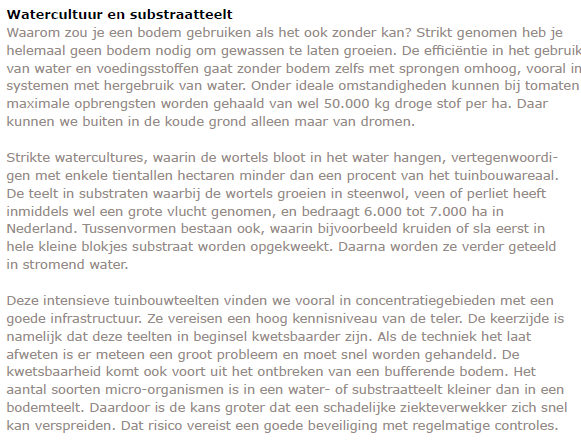 Watercultuur en substraatteelt
Waarom zou je een bodem gebruiken als het ook zonder kan? Strikt genomen heb je
helemaal geen bodem nodig om gewassen te laten groeien. De efficiëntie in het gebruik
van water en voedingsstoffen gaat zonder bodem zelfs met sprongen omhoog, vooral in
systemen met hergebruik van water. Onder ideale omstandigheden kunnen bij tomaten
maximale opbrengsten worden gehaald van wel 50.000 kg droge stof per ha. Daar
kunnen we buiten in de koude grond alleen maar van dromen.
Strikte watercultures, waarin de wortels bloot in het water hangen, vertegenwoordi-
gen met enkele tientallen hectaren minder dan een procent van het tuinbouwareaal.
De teelt in substraten waarbij de wortels groeien in steenwol, veen of perliet heeft
inmiddels wel een grote vlucht genomen, en bedraagt 6.000 tot 7.000 ha in
Nederland. Tussenvormen bestaan ook, waarin bijvoorbeeld kruiden of sla eerst in
hele kleine blokjes substraat worden opgekweekt. Daarna worden ze verder geteeld
in stromend water.
Deze intensieve tuinbouwteelten vinden we vooral in concentratiegebieden met een
goede infrastructuur. Ze vereisen een hoog kennisniveau van de teler. De keerzijde is
namelijk dat deze teelten in beginsel kwetsbaarder zijn. Als de techniek het laat
afweten is er meteen een groot probleem en moet snel worden gehandeld. De
kwetsbaarheid komt ook voort uit het ontbreken van een bufferende bodem. Het
aantal soorten micro-organismen is in een water- of substraatteelt kleiner dan in een
bodemteelt. Daardoor is de kans groter dat een schadelijke ziekteverwekker zich snel
kan verspreiden. Dat risico vereist een goede beveiliging met regelmatige controles.